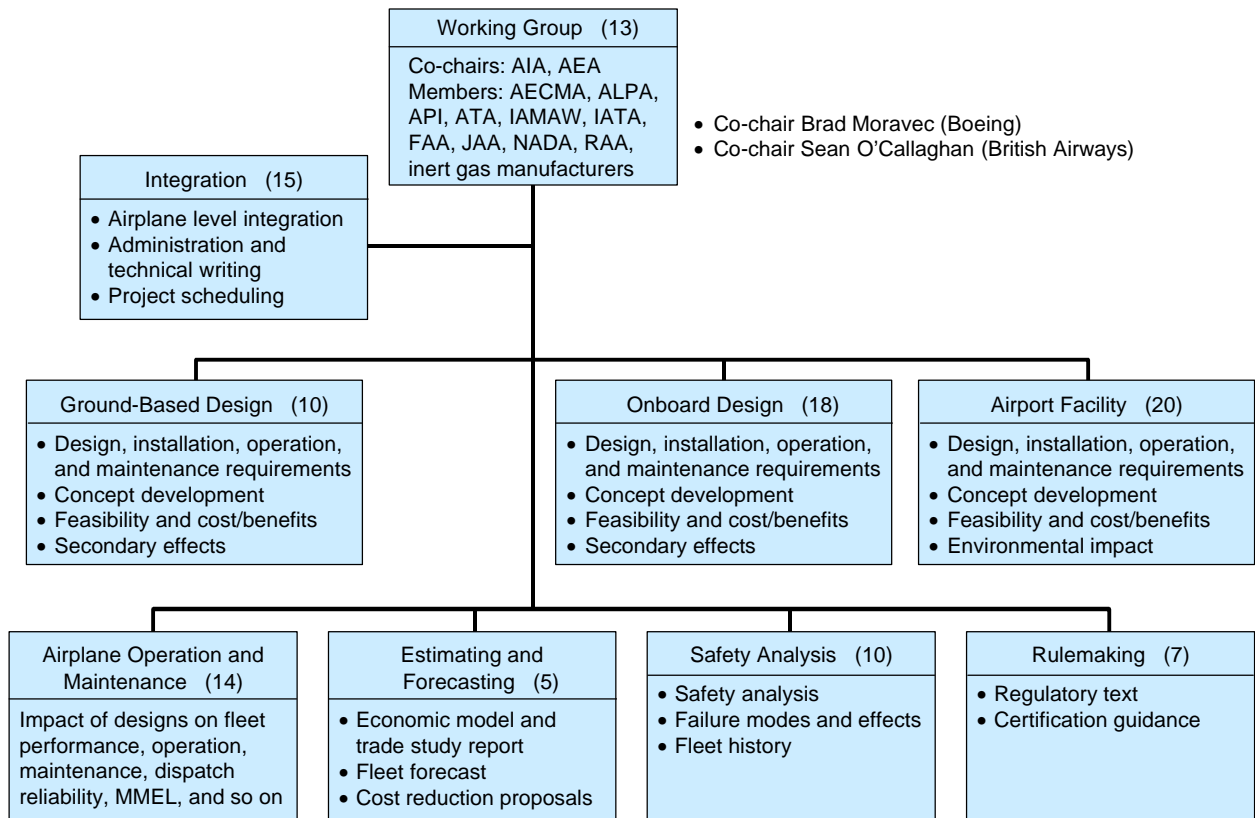 Working Group (13)
Co-chairs: AIA, AEA
Members: AECMA, ALPA,
API, ATA, IAMAW, IATA,
FAA, JAA, NADA, RAA,
inert gas manufacturers
• Co-chair Brad Moravec (Boeing)
• Co-chair Sean O'Callaghan (British Airways)
Integration (15)
• Airplane level integration
• Administration and
technical writing
• Project scheduling
Ground-Based Design (10)
• Design, installation, operation,
and maintenance requirements
• Concept development
• Feasibility and cost/benefits
• Secondary effects
Onboard Design (18)
• Design, installation, operation,
and maintenance requirements
• Concept development
• Feasibility and cost/benefits
• Secondary effects
Airport Facility (20)
• Design, installation, operation,
and maintenance requirements
• Concept development
• Feasibility and cost/benefits
• Environmental impact
Airplane Operation and
Maintenance (14)
Impact of designs on fleet
performance, operation,
maintenance, dispatch
reliability, MMEL, and so on
Estimating and
Forecasting (5)
• Economic model and
trade study report
• Fleet forecast
• Cost reduction proposals
Safety Analysis (10)
• Safety analysis
• Failure modes and effects
• Fleet history
Rulemaking (7)
• Regulatory text
• Certification guidance